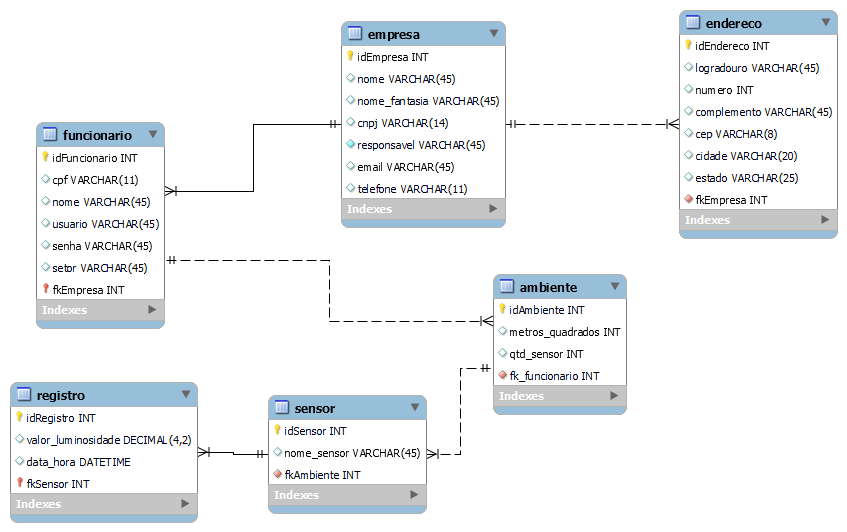 empresa
idEmpresa INT
nome VARCHAR(45)
nome_fantasia VARCHAR(45)
cnpj VARCHAR(14)
responsavel VARCHAR(45)
email VARCHAR(45)
telefone VARCHAR(11)
Indexes
endereco
idEndereco INT
logradouro VARCHAR(45)
numero INT
complemento VARCHAR(45)
cep VARCHAR(8)
cidade VARCHAR(20)
estado VARCHAR(25)
fkEmpresa INT
Indexes
funcionario
idFuncionario INT
cpf VARCHAR(11)
nome VARCHAR(45)
usuario VARCHAR(45)
senha VARCHAR(45)
setor VARCHAR(45)
fkEmpresa INT
Indexes
ambiente
idAmbiente INT
metros_quadrados INT
qtd_sensor INT
fk_funcionario INT
Indexes
registro
idRegistro INT
valor_luminosidade DECIMAL(4,2)
data_hora DATETIME
fkSensor INT
Indexes
sensor
idSensor INT
nome_sensor VARCHAR(45)
fkAmbiente INT
Indexes